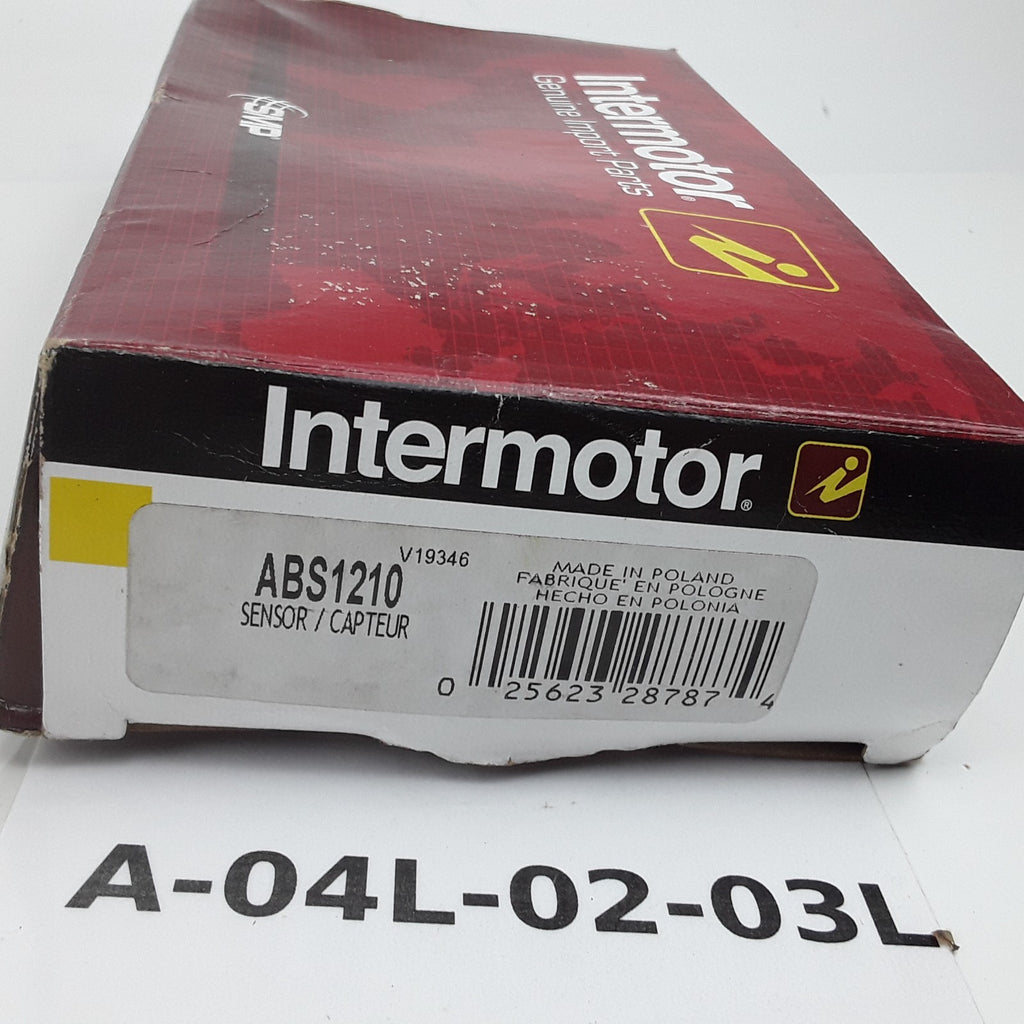 SMP
Intermotor®
Genuine Import Parts
Intermotor®
ABS1210
V19346
SENSOR / CAPTEUR
MADE IN POLAND
FABRIQUE' EN POLOGNE
HECHO EN POLONIA
0 25623 28787 4
A-04L-02-03L